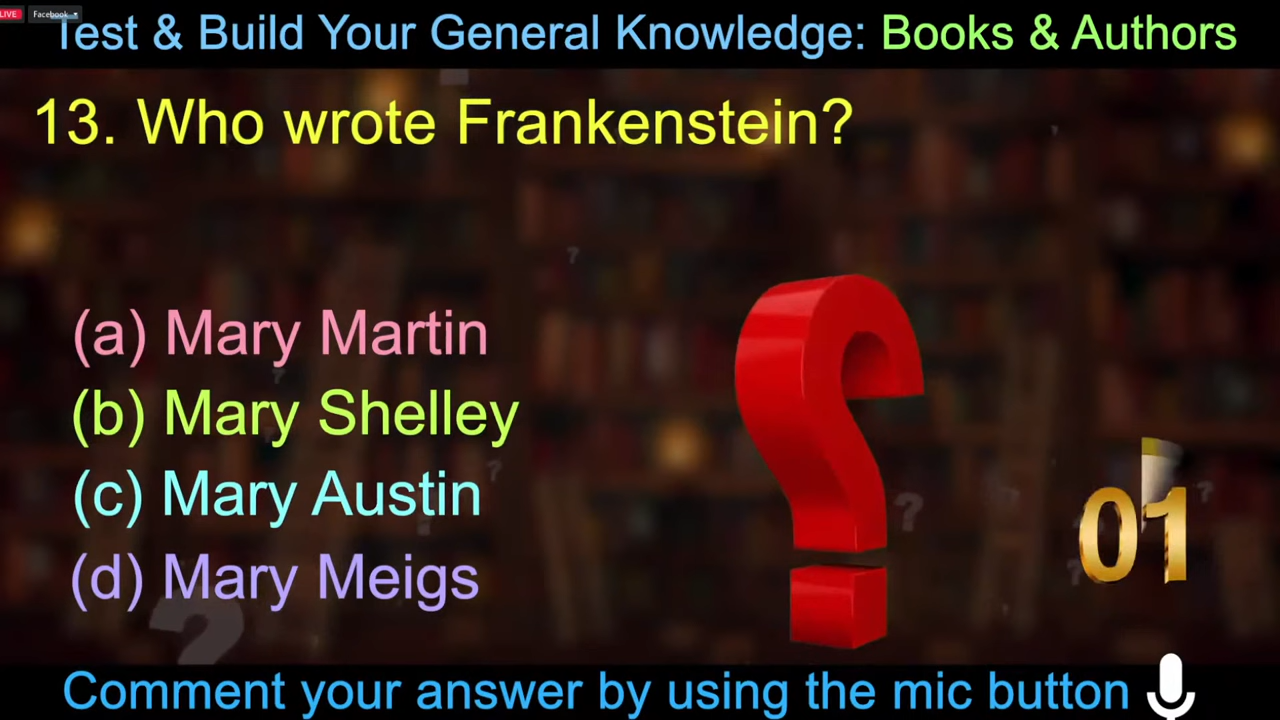 LIVE Facebook
Test & Build Your General Knowledge: Books & Authors
13. Who wrote Frankenstein?
(a) Mary Martin
(b) Mary Shelley
(c) Mary Austin
(d) Mary Meigs
01
Comment your answer by using the mic button